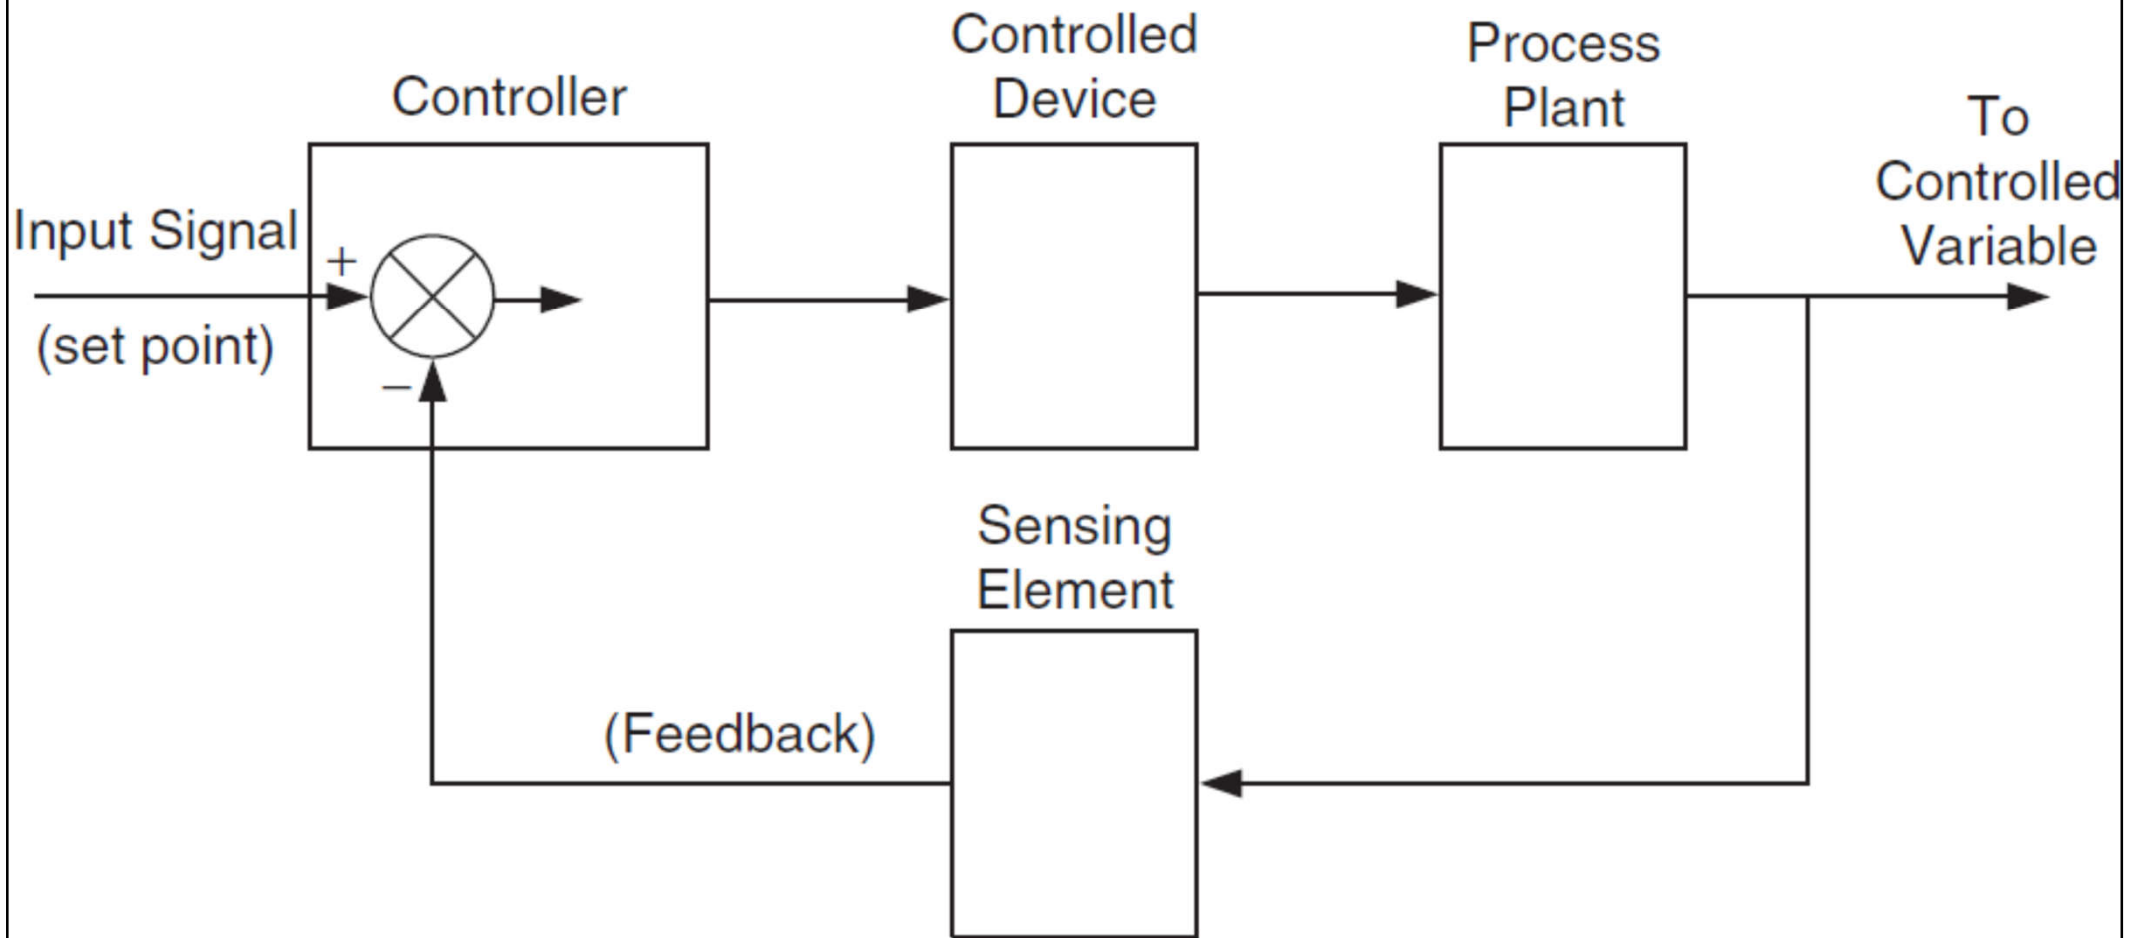 Controller
Controlled
Device
Process
Plant
To
Controlled
Variable
Input Signal
+
(set point)
−
Sensing
Element
(Feedback)